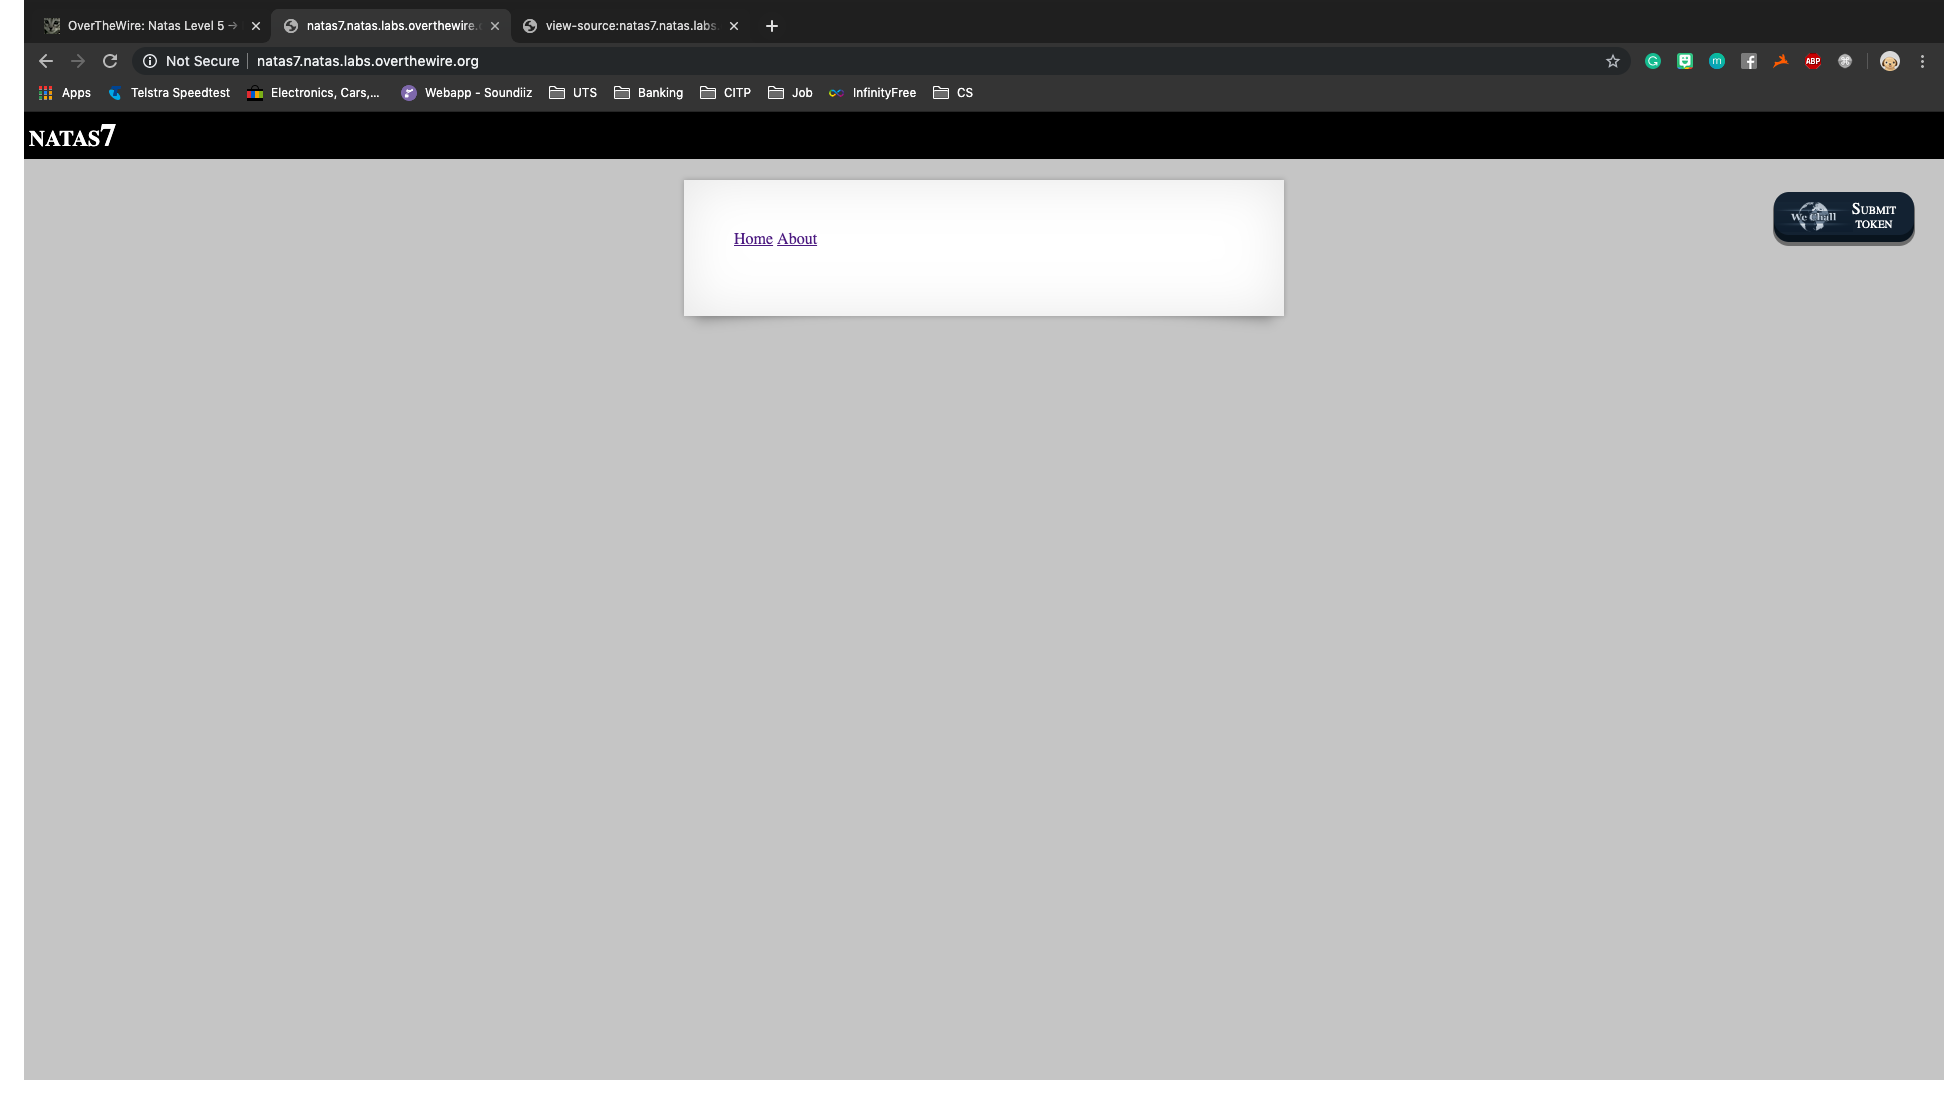 OverTheWire: Natas Level 5 →
natas7.natas.labs.overthewire.
view-source:natas7.natas.labs.
Not Secure
natas7.natas.labs.overthewire.org
ABP
Apps
Telstra Speedtest
Electronics, Cars,...
Webapp - Soundiiz
UTS
Banking
CITP
Job
InfinityFree
CS
NATAS7
Home About
We Chall
SUBMIT
TOKEN